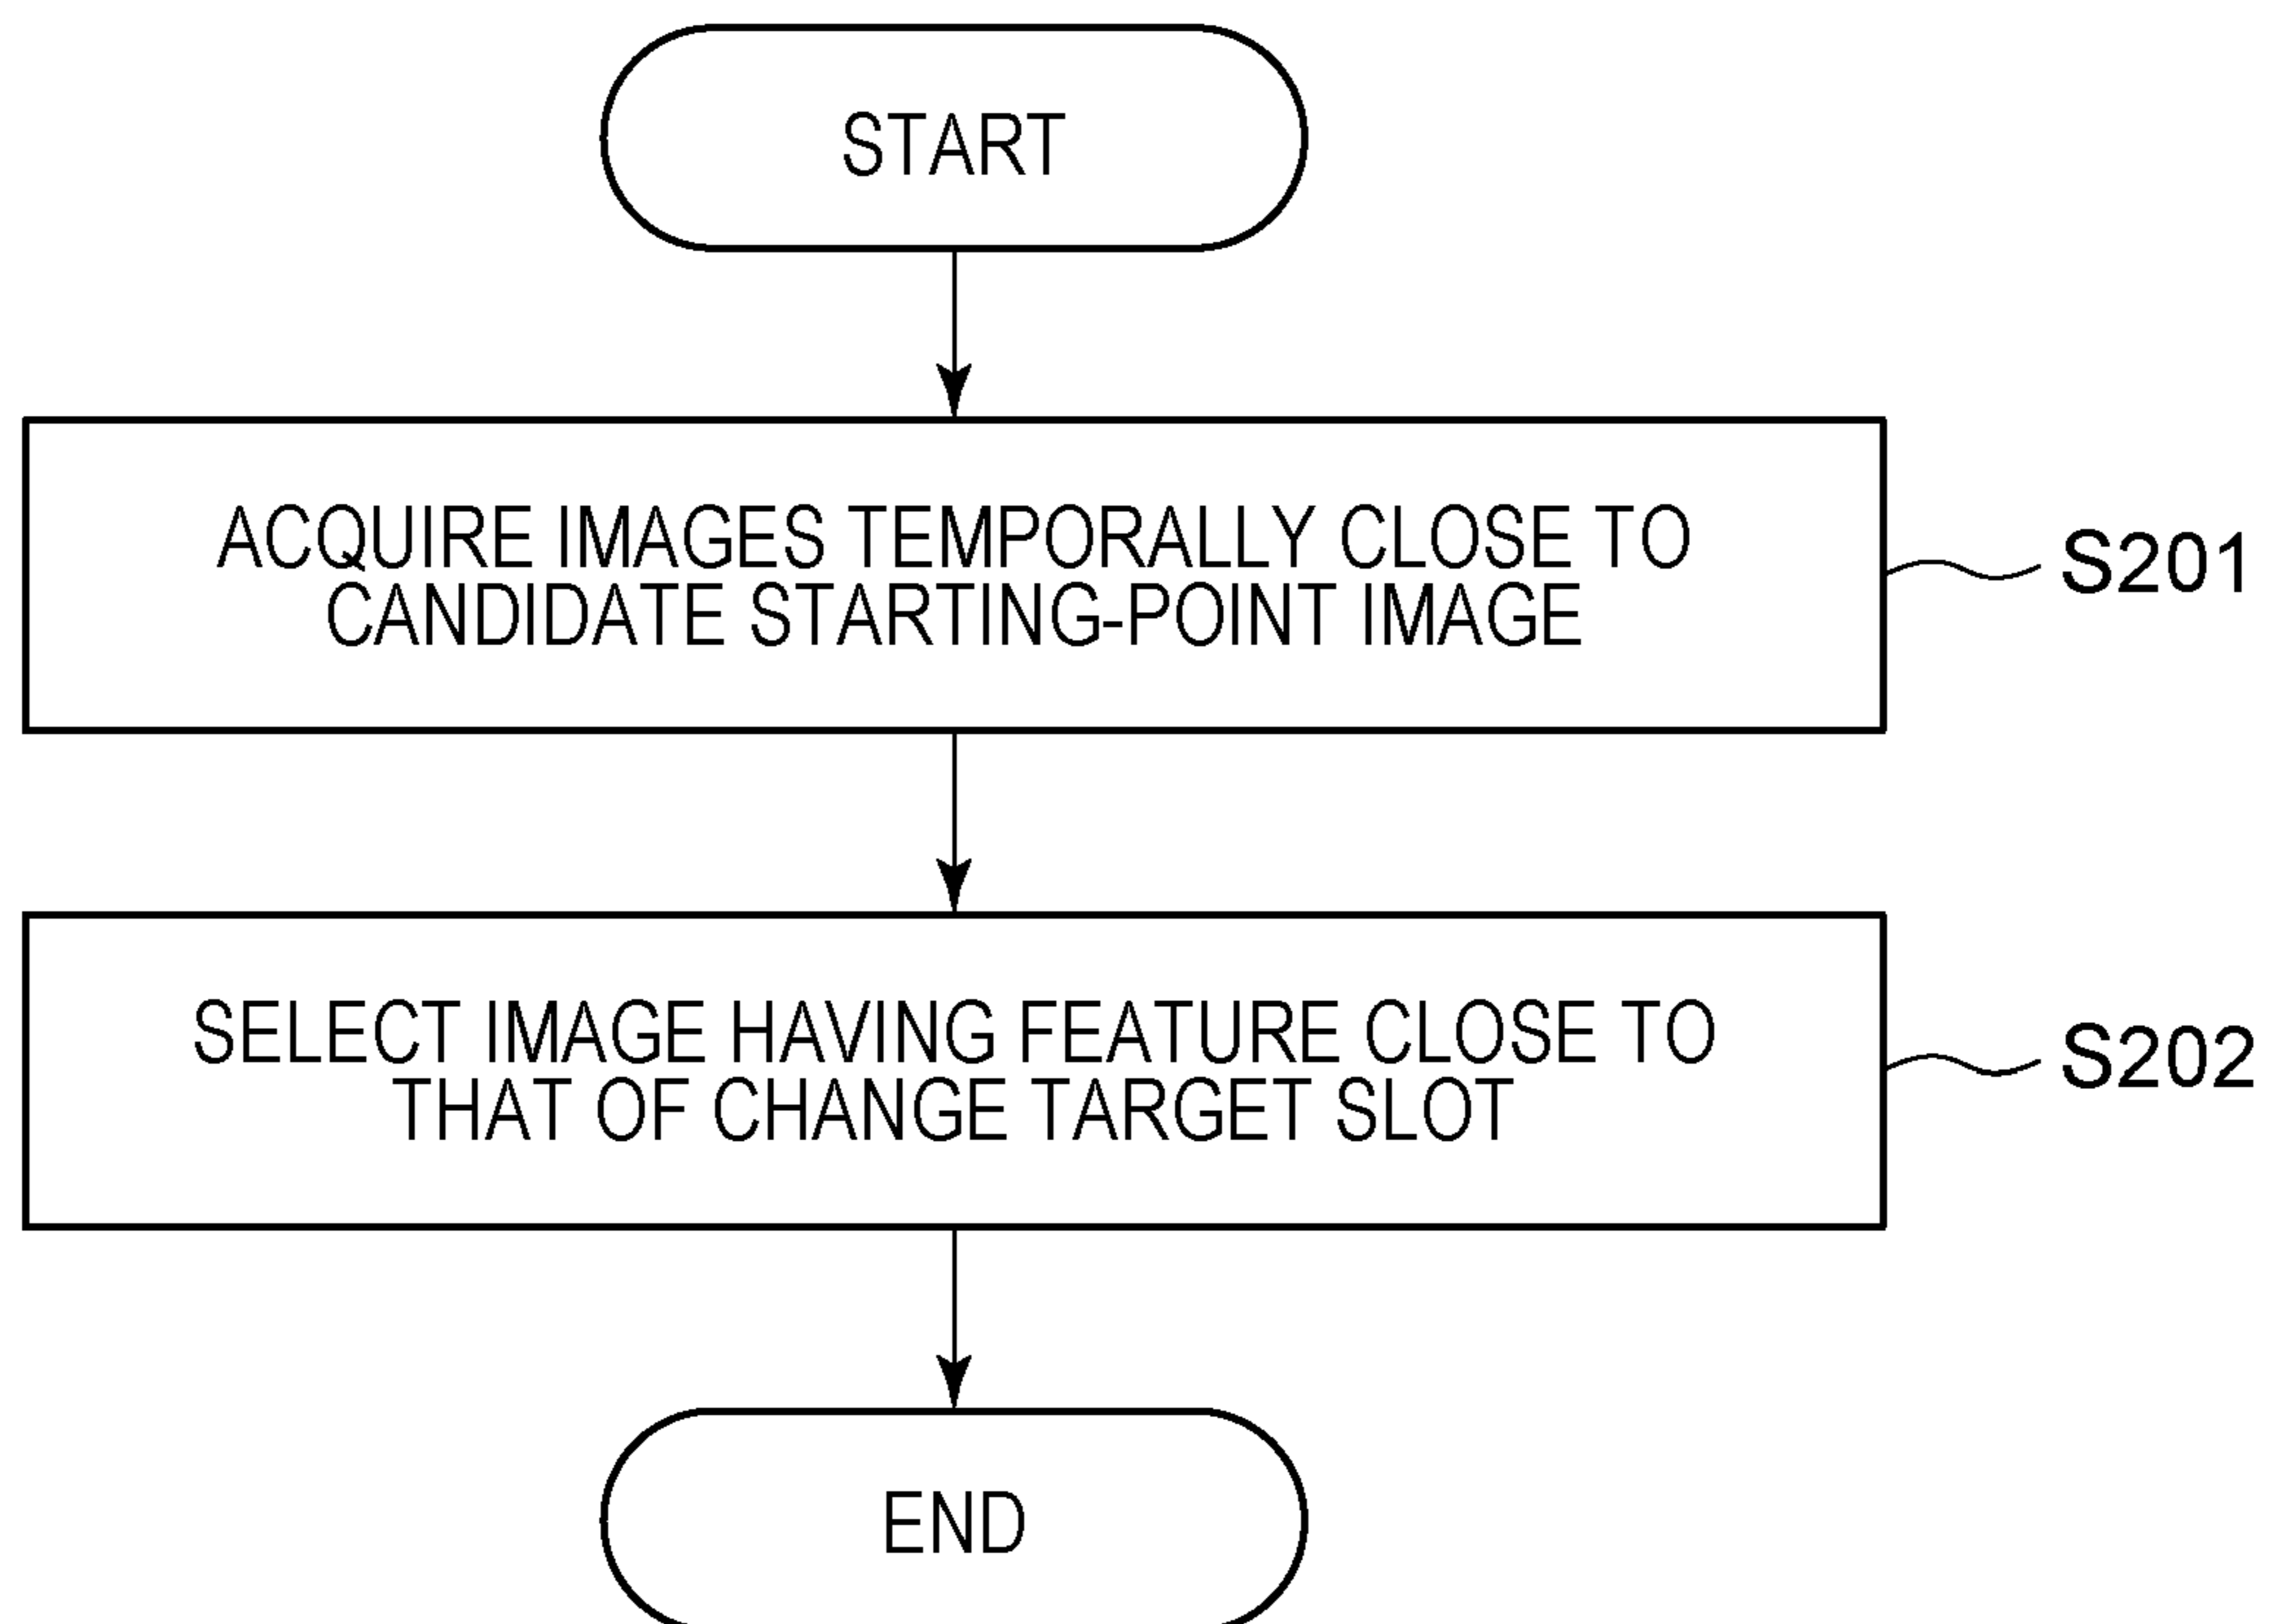 START
ACQUIRE IMAGES TEMPORALLY CLOSE TO
CANDIDATE STARTING-POINT IMAGE
S201
SELECT IMAGE HAVING FEATURE CLOSE TO
THAT OF CHANGE TARGET SLOT
S202
END